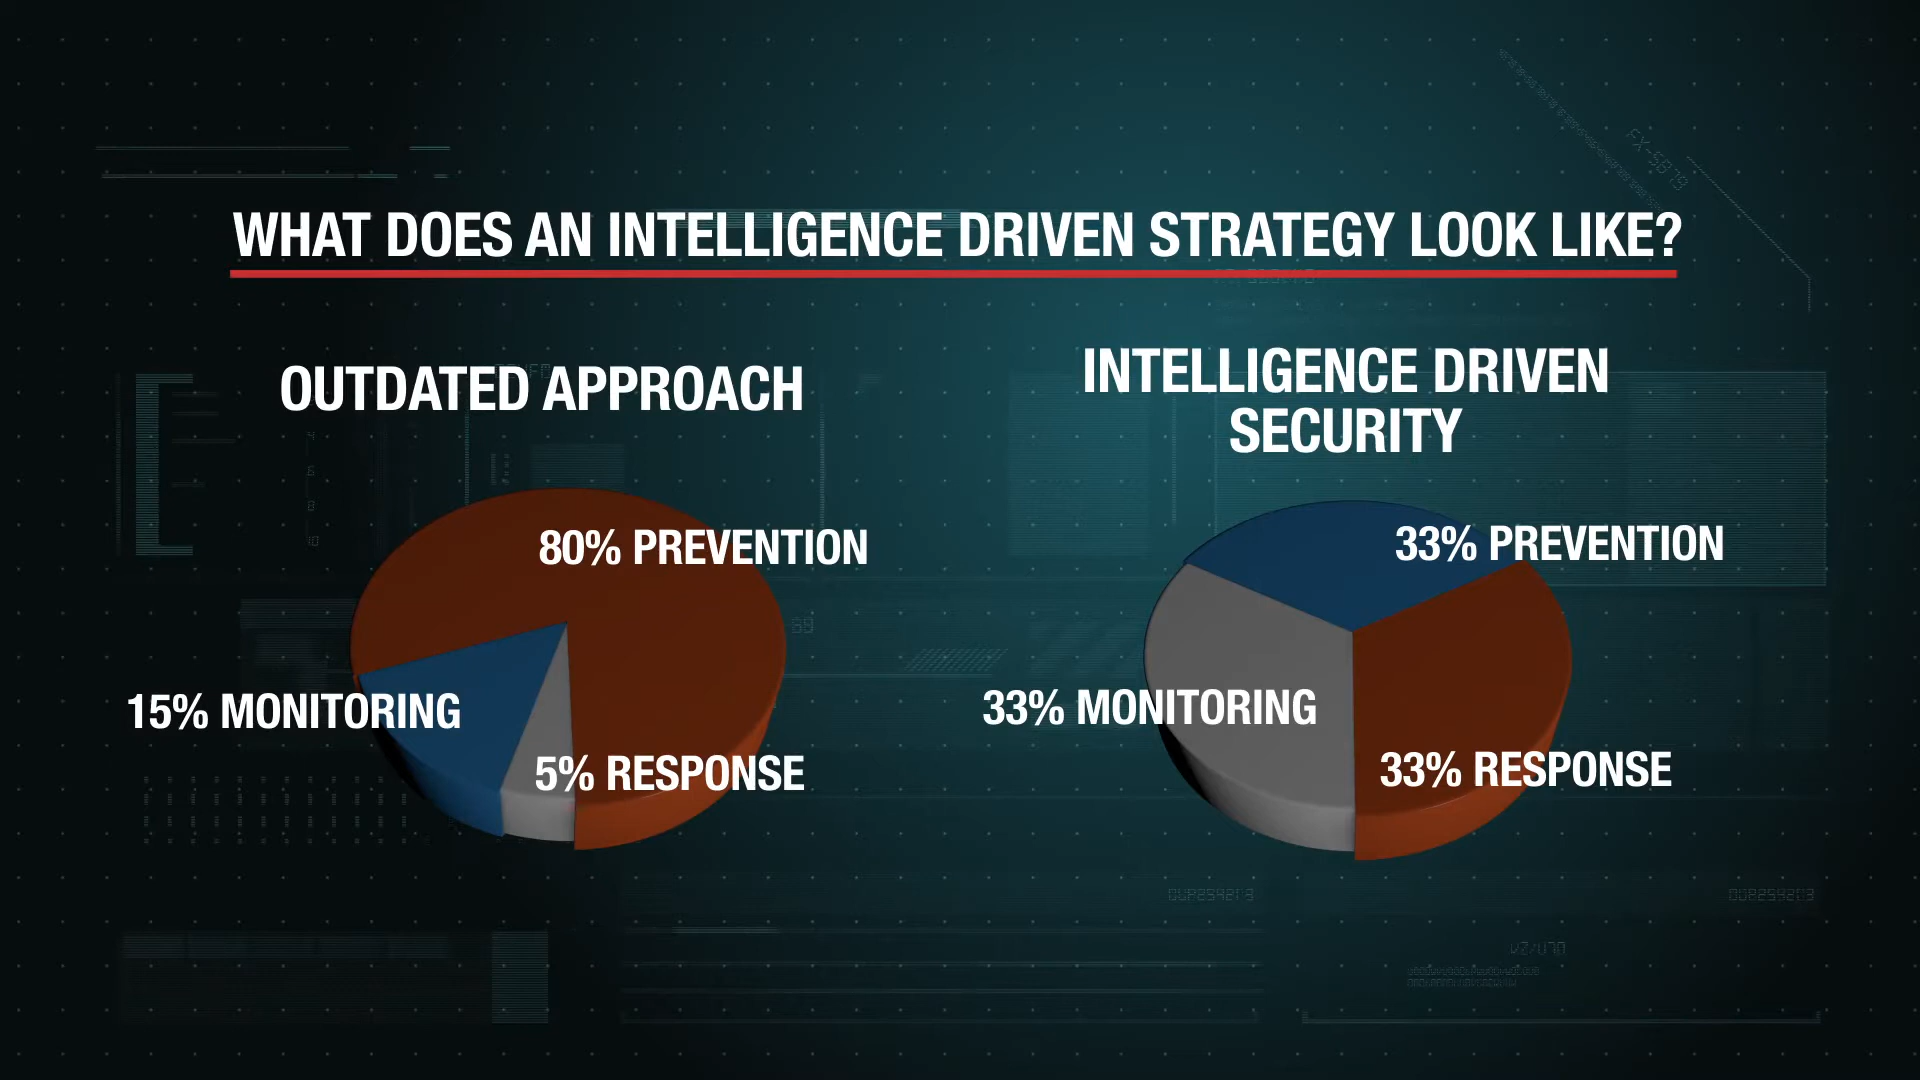 WHAT DOES AN INTELLIGENCE DRIVEN STRATEGY LOOK LIKE?
OUTDATED APPROACH
80% PREVENTION
15% MONITORING
5% RESPONSE
INTELLIGENCE DRIVEN
SECURITY
33% PREVENTION
33% MONITORING
33% RESPONSE